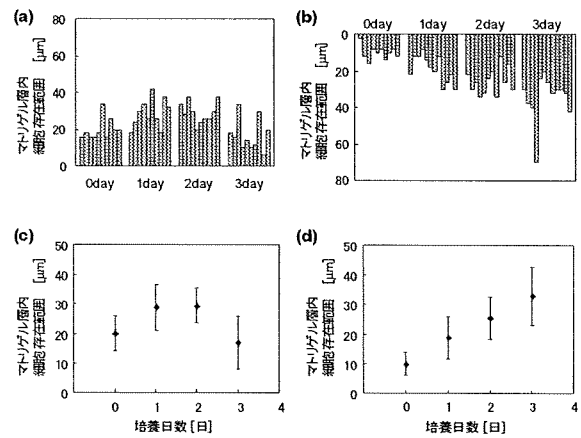 (a)
80
60
40
20
0
[μm]
マトリゲル層内
細胞存在範囲
0day 1day 2day 3day
(b)
0day 1day 2day 3day
0
20
40
60
80
[μm]
マトリゲル層内
細胞存在範囲
(c)
50
40
30
20
10
0
[μm]
マトリゲル層内
細胞存在範囲
0 1 2 3 4
培養日数 [日]
(d)
50
40
30
20
10
0
[μm]
マトリゲル層内
細胞存在範囲
0 1 2 3 4
培養日数 [日]